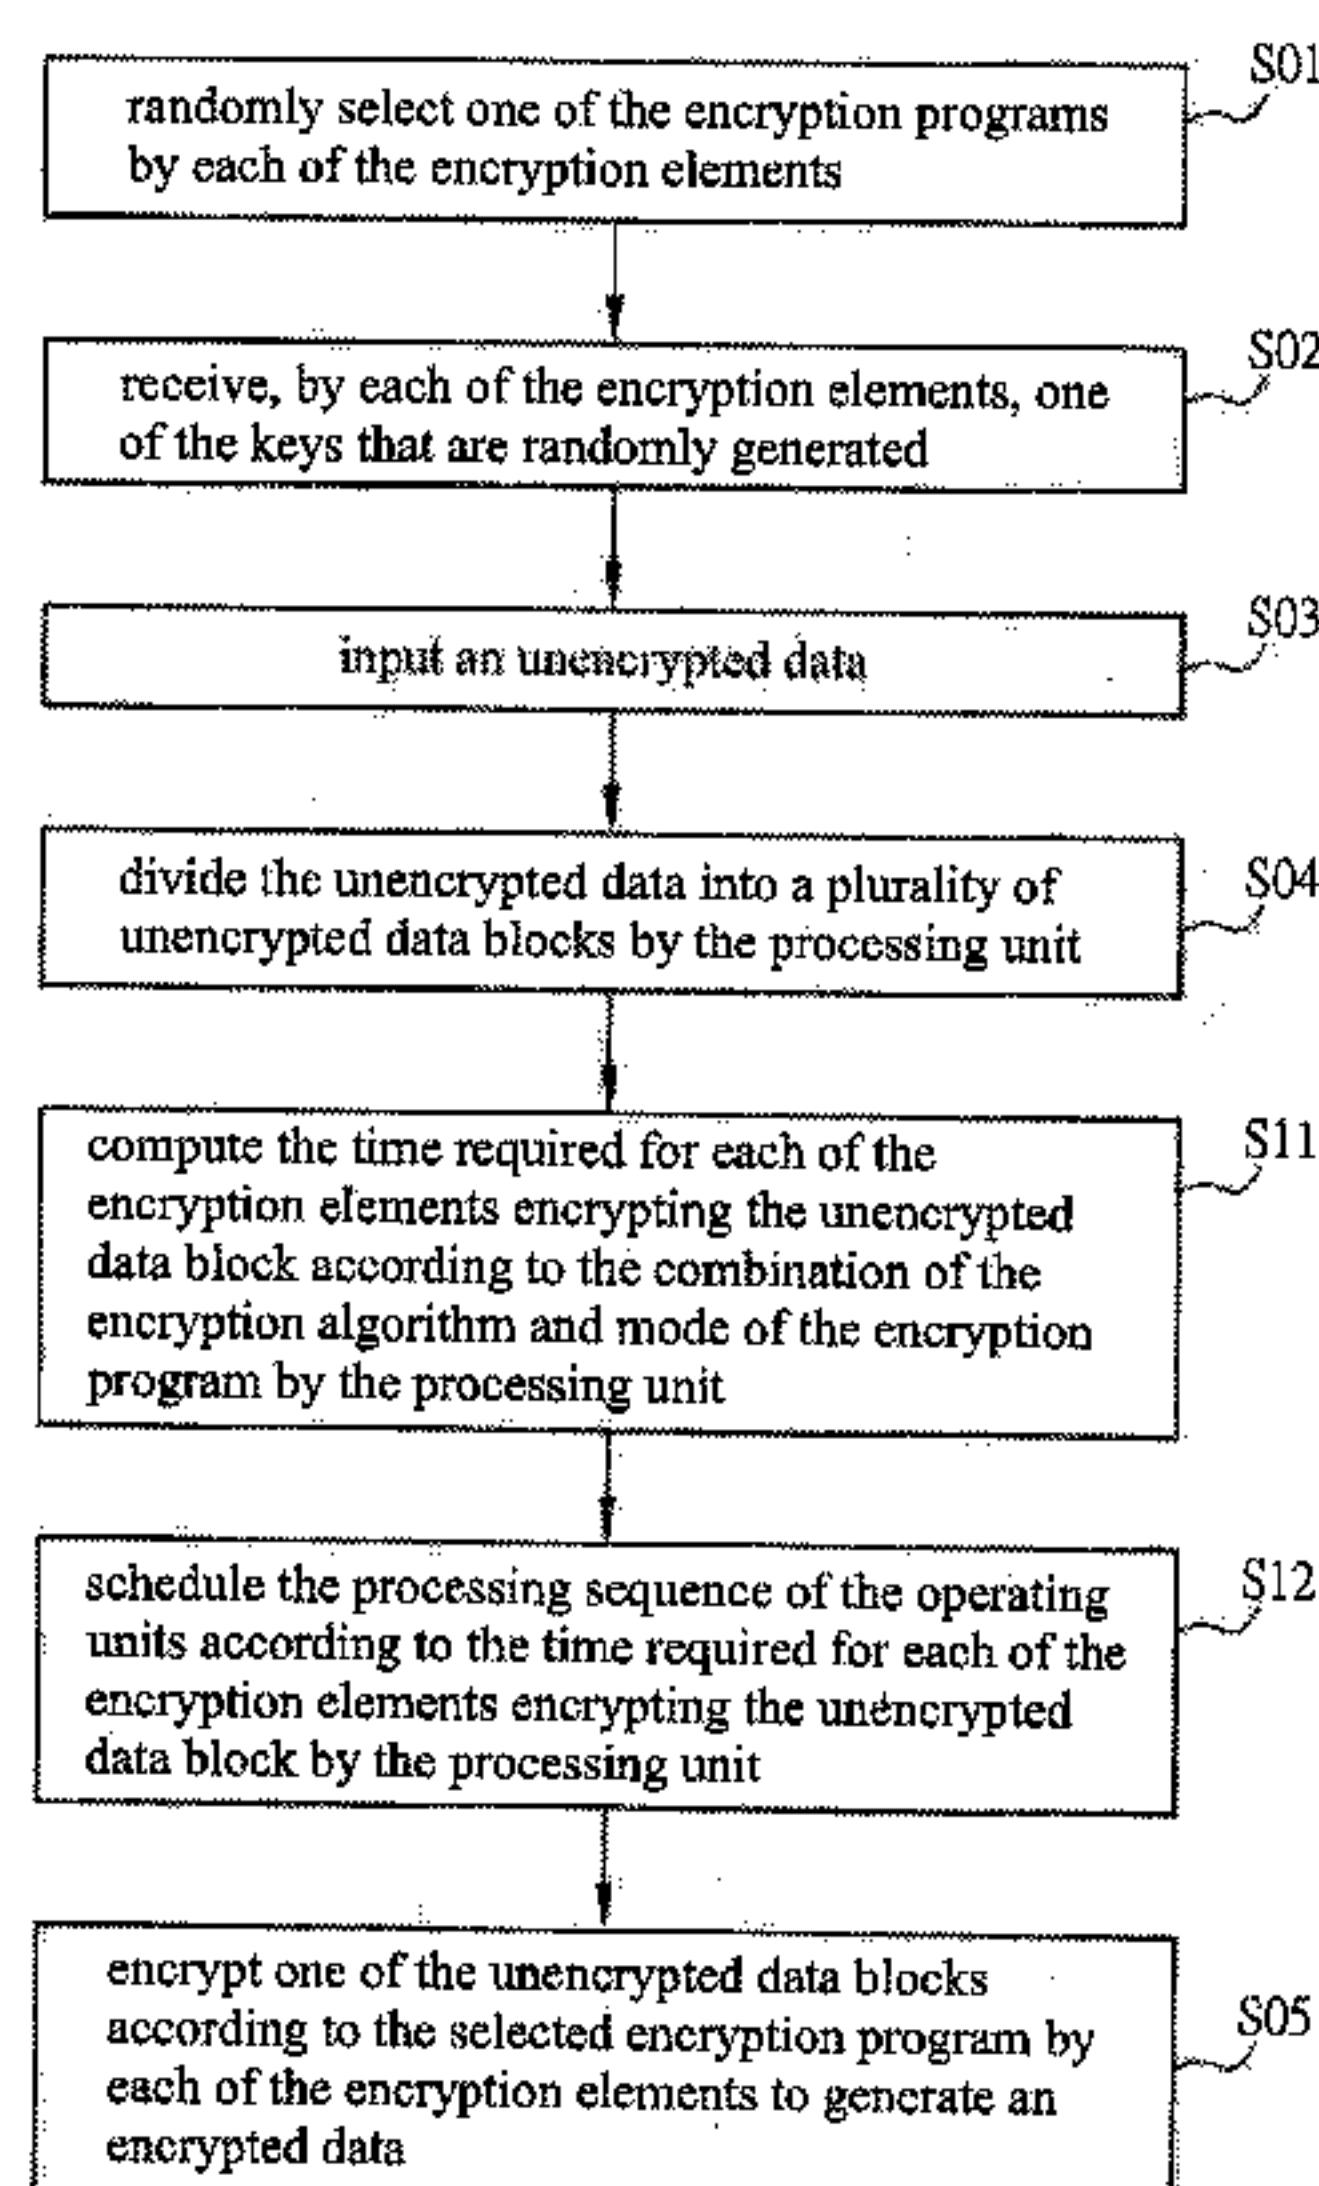 S01
randomly select one of the encryption programs
by each of the encryption elements
S02
receive, by each of the encryption elements, one
of the keys that are randomly generated
S03
input an unencrypted data
S04
divide the unencrypted data into a plurality of
unencrypted data blocks by the processing unit
S11
compute the time required for each of the
encryption elements encrypting the unencrypted
data block according to the combination of the
encryption algorithm and mode of the encryption
program by the processing unit
S12
schedule the processing sequence of the operating
units according to the time required for each of the
encryption elements encrypting the unencrypted
data block by the processing unit
S05
encrypt one of the unencrypted data blocks
according to the selected encryption program by
each of the encryption elements to generate an
encrypted data